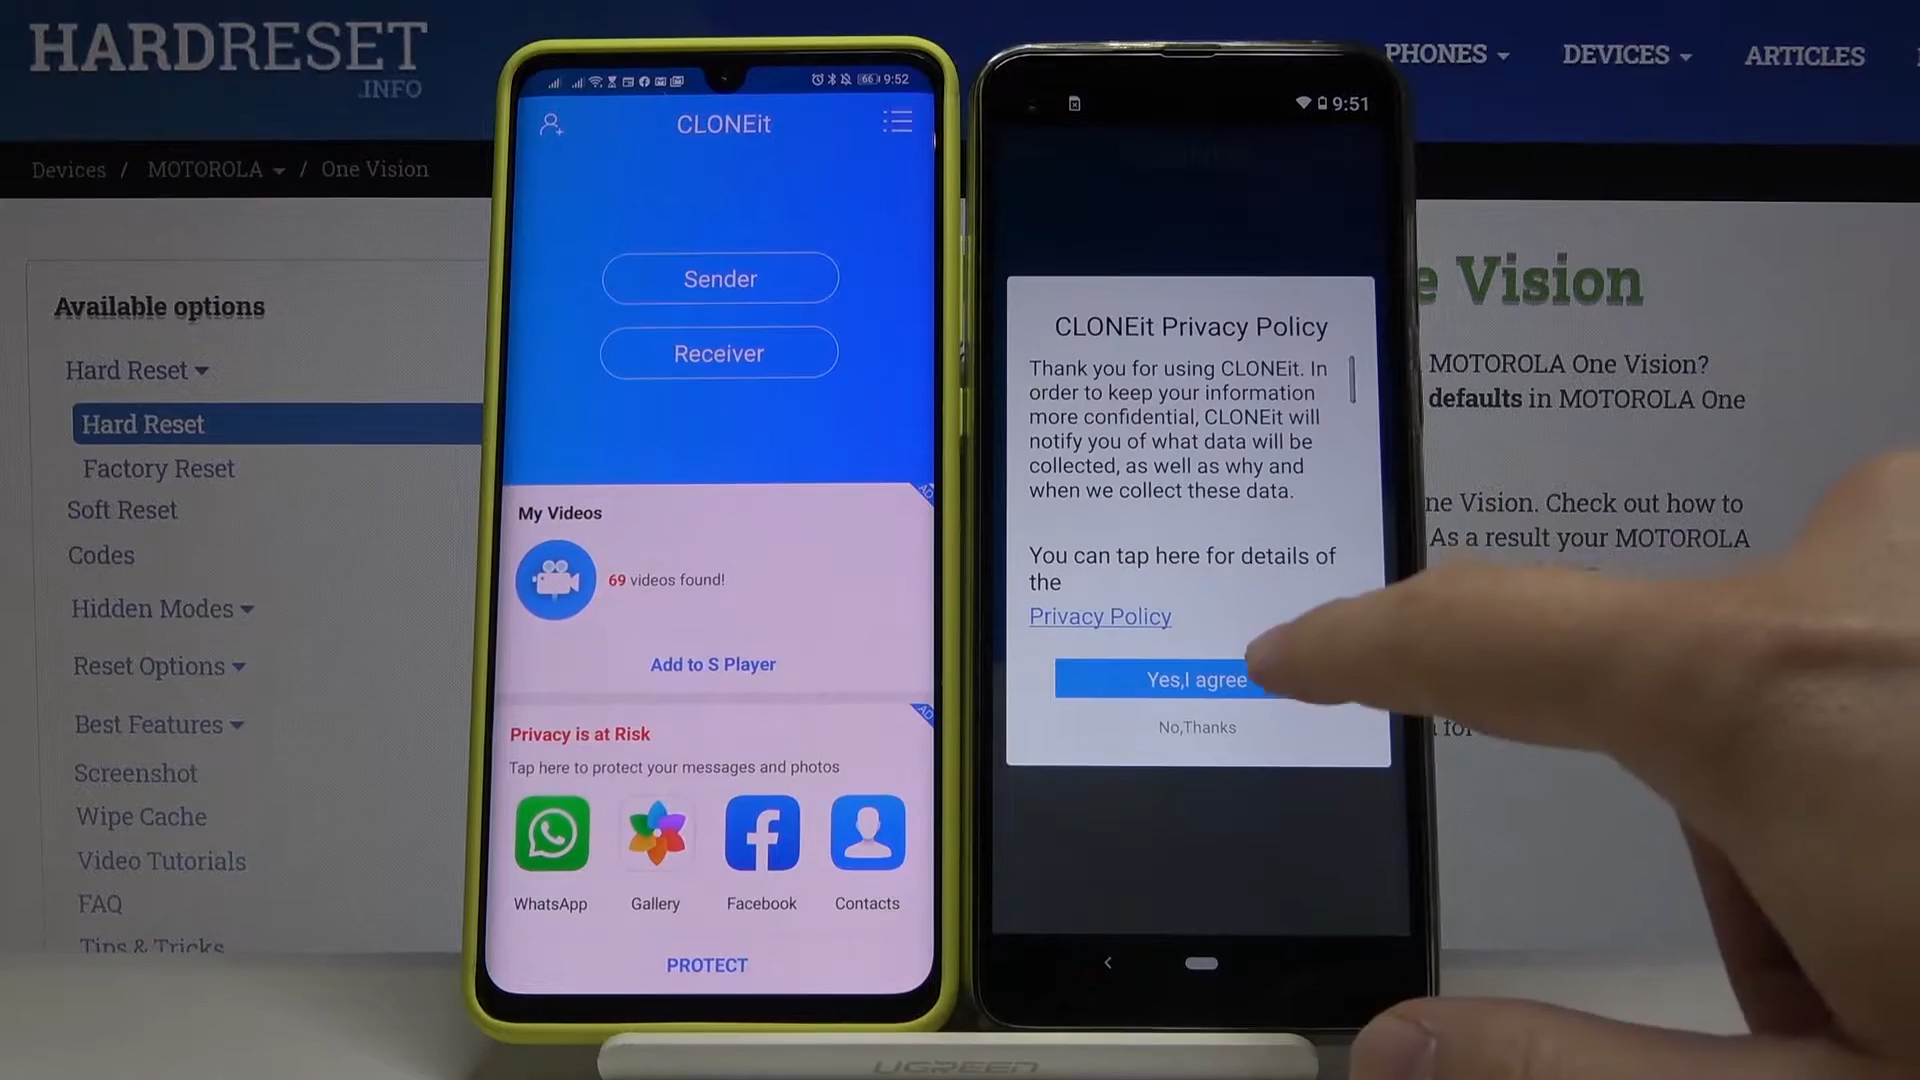 HARDRESET
.INFO
PHONES
DEVICES
ARTICLES
Devices / MOTOROLA / One Vision
Available options
Hard Reset
Hard Reset
Factory Reset
Soft Reset
Codes
Hidden Modes
Reset Options
Best Features
Screenshot
Wipe Cache
Video Tutorials
FAQ
Tips & Tricks
66 9:52
CLONEit
Sender
Receiver
AD
My Videos
69 videos found!
Add to S Player
AD
Privacy is at Risk
Tap here to protect your messages and photos
WhatsApp
Gallery
Facebook
Contacts
PROTECT
9:51
CLONEit Privacy Policy
Thank you for using CLONEit. In
order to keep your information
more confidential, CLONEit will
notify you of what data will be
collected, as well as why and
when we collect these data.
You can tap here for details of
the
Privacy Policy
Yes,I agree
No,Thanks
e Vision
MOTOROLA One Vision?
defaults in MOTOROLA One
ne Vision. Check out how to
As a result your MOTOROLA
UGREEN